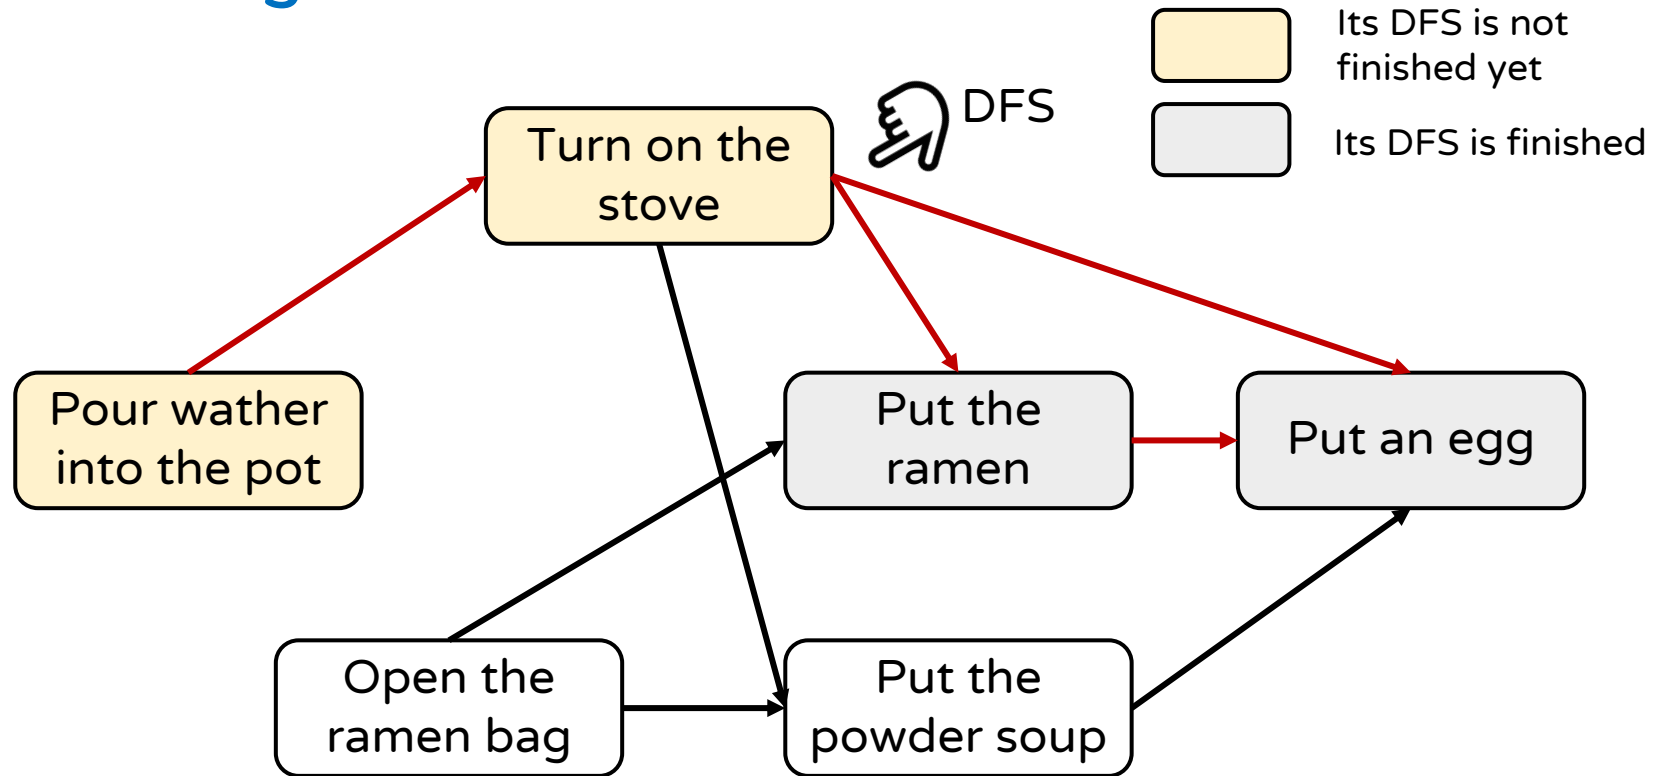 Its DFS is not
finished yet
DFS
Its DFS is finished
Turn on the
stove
Pour wather
into the pot
Put the
ramen
Put an egg
Open the
ramen bag
Put the
powder soup